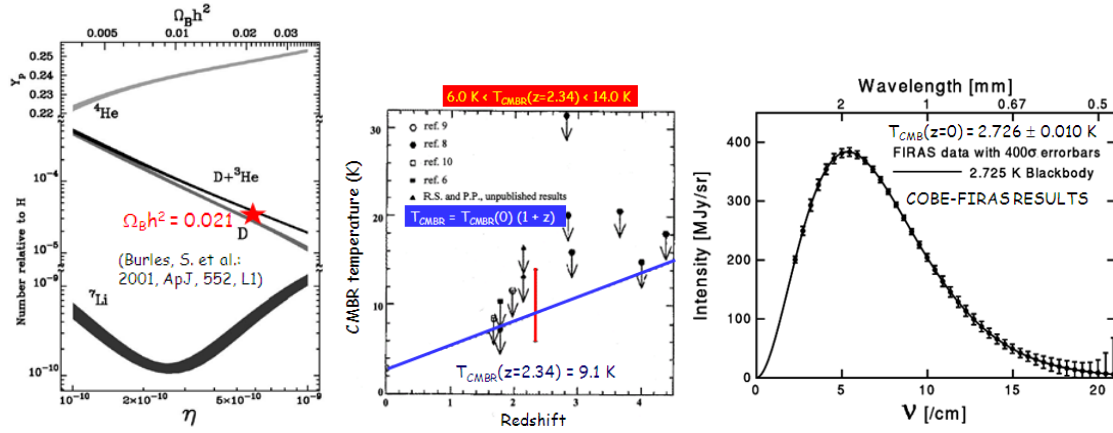 Ω_Bh²
0.005 0.01 0.02 0.03
0.25
0.24
0.23
0.22
Y_p
⁴He
D+³He
10⁻⁴
Ω_Bh² = 0.021
D
10⁻⁵
(Burles, S. et al.:
2001, ApJ, 552, L1)
10⁻⁹
⁷Li
10⁻¹⁰
Number relative to H
10⁻¹⁰ 2×10⁻¹⁰ 5×10⁻¹⁰ 10⁻⁹
η
6.0 K < T_CMBR(z=2.34) < 14.0 K
30
20
10
0
CMBR temperature (K)
ref. 9
ref. 8
ref. 10
ref. 6
R.S. and P.P., unpublished results
T_CMBR = T_CMBR(0) (1 + z)
T_CMBR(z=2.34) = 9.1 K
0 2 4
Redshift
Wavelength [mm]
2 1 0.67 0.5
T_CMB(z=0) = 2.726 ± 0.010 K
FIRAS data with 400σ errorbars
2.725 K Blackbody
COBE-FIRAS RESULTS
400
300
200
100
0
Intensity [MJy/sr]
0 5 10 15 20
ν [/cm]